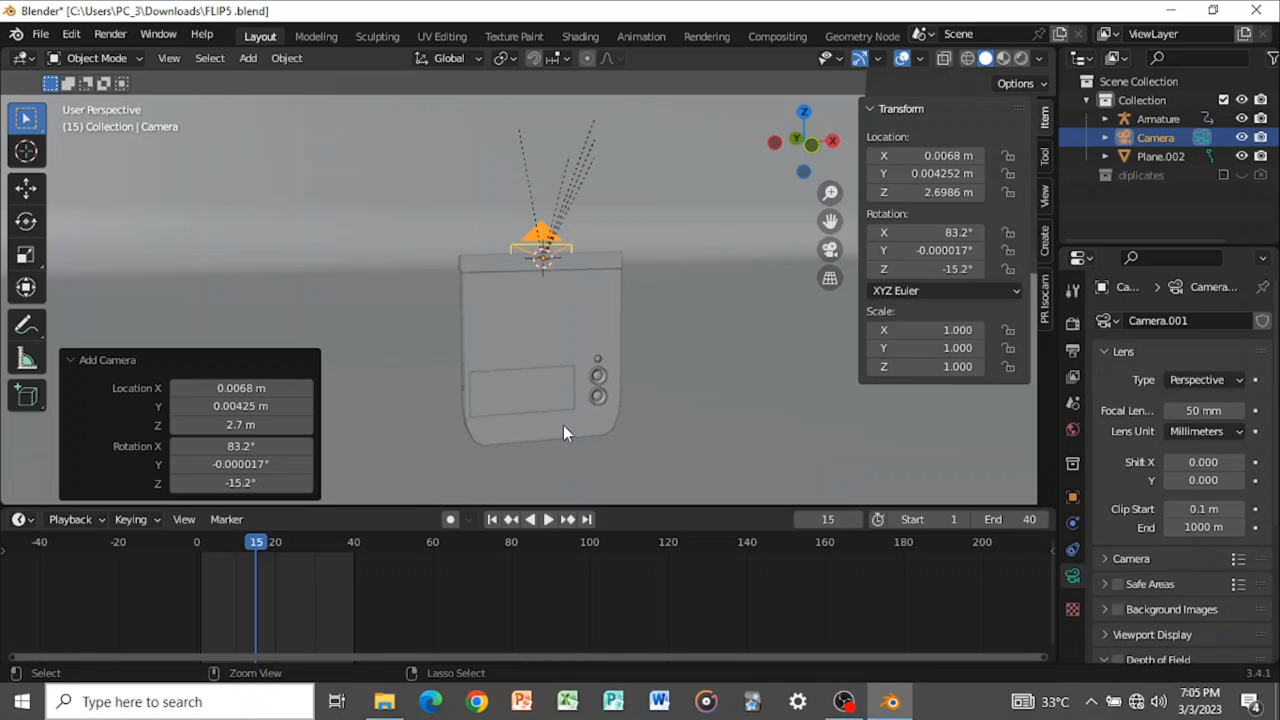 Blender* [C:\Users\PC_3\Downloads\FLIP5 .blend]
File Edit Render Window Help Layout Modeling Sculpting UV Editing Texture Paint Shading Animation Rendering Compositing Geometry Node Scene ViewLayer
Object Mode View Select Add Object Global
Options
User Perspective
(15) Collection | Camera
Z
Y
X
Transform
Location:
X 0.0068 m
Y 0.004252 m
Z 2.6986 m
Rotation:
X 83.2°
Y -0.000017°
Z -15.2°
XYZ Euler
Scale:
X 1.000
Y 1.000
Z 1.000
Item
Tool
View
Create
PR Isocam
Scene Collection
Collection
Armature
Camera
Plane.002
diplicates
Ca... Camera...
Camera.001
Lens
Type Perspective
Focal Len... 50 mm
Lens Unit Millimeters
Shift X 0.000
Y 0.000
Clip Start 0.1 m
End 1000 m
Camera
Safe Areas
Background Images
Viewport Display
Depth of Field
Add Camera
Location X 0.0068 m
Y 0.00425 m
Z 2.7 m
Rotation X 83.2°
Y -0.000017°
Z -15.2°
Playback Keying View Marker 15 Start 1 End 40
-40 -20 0 15 20 40 60 80 100 120 140 160 180 200
Select Zoom View Lasso Select 3.4.1
Type here to search
33°C
7:05 PM
3/3/2023
4